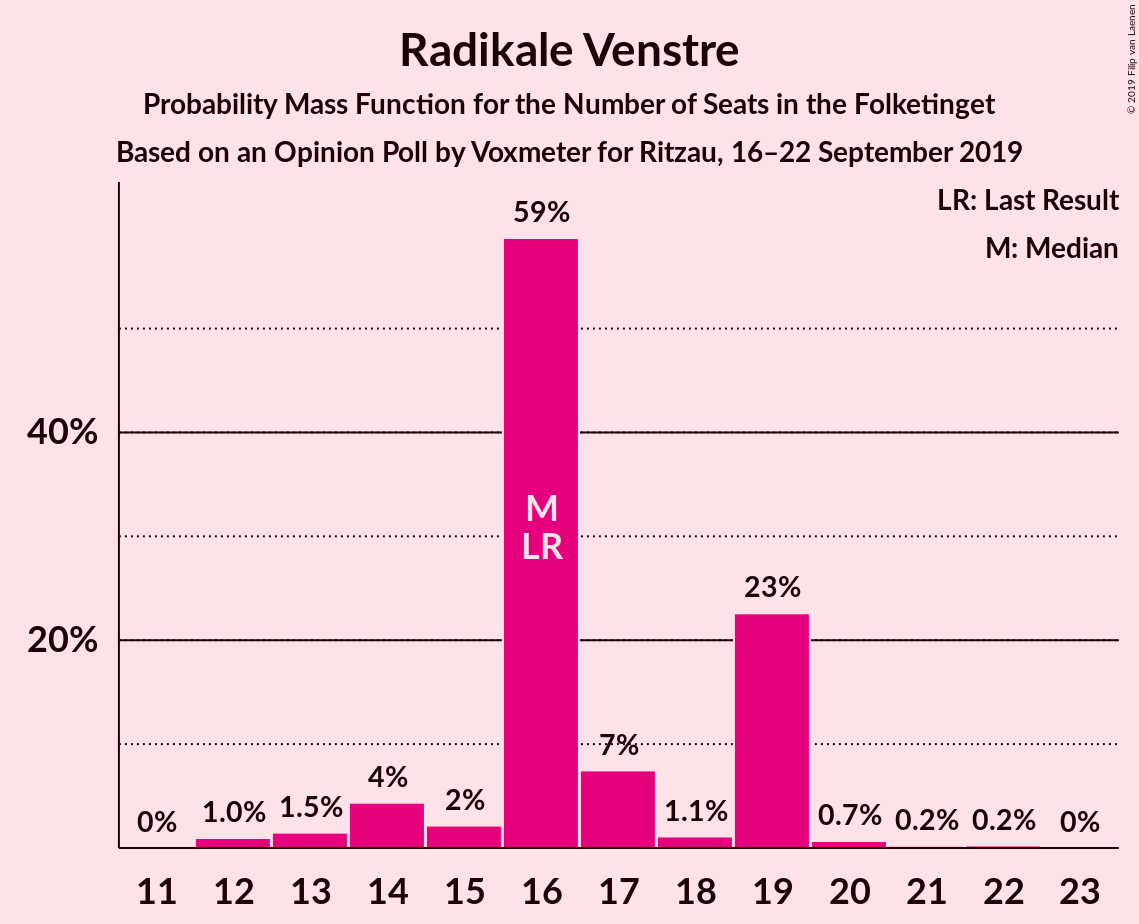 Radikale Venstre
Probability Mass Function for the Number of Seats in the Folketinget
Based on an Opinion Poll by Voxmeter for Ritzau, 16–22 September 2019
© 2019 Filip van Laenen
LR: Last Result
M: Median
59%
40%
M
LR
23%
20%
7%
4%
2%
1.5%
1.0%
0%
1.1%
0.7%
0.2%
0.2%
0%
11 12 13 14 15 16 17 18 19 20 21 22 23